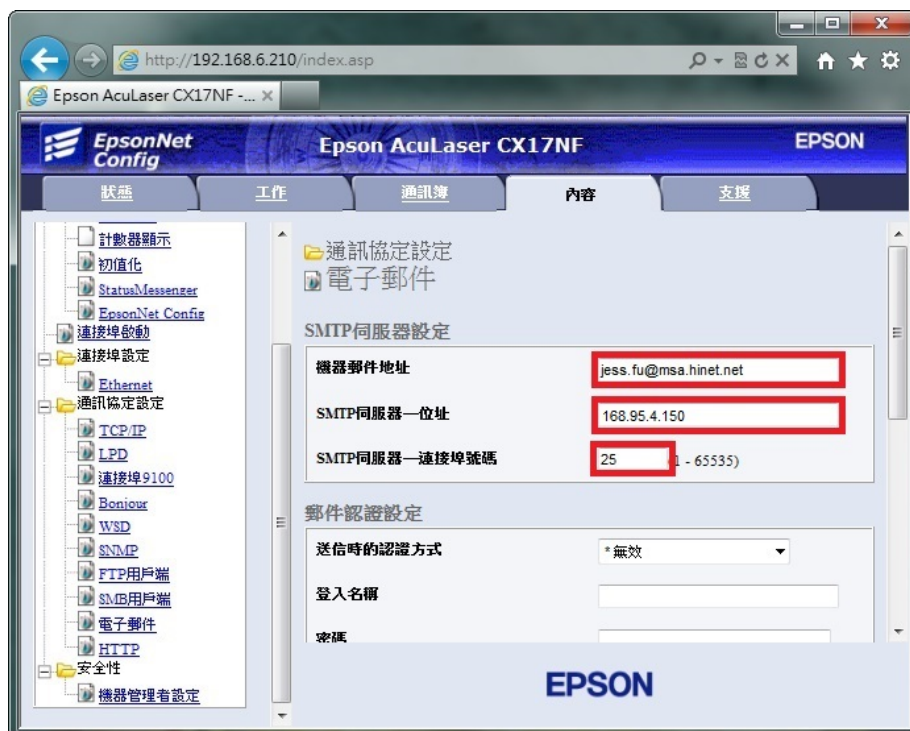 http://192.168.6.210/index.asp
Epson AcuLaser CX17NF -...
EpsonNet
Config
Epson AcuLaser CX17NF
EPSON
狀態
工作
通訊簿
內容
支援
計數器顯示
初值化
StatusMessenger
EpsonNet Config
連接埠啟動
連接埠設定
Ethernet
通訊協定設定
TCP/IP
LPD
連接埠9100
Bonjour
WSD
SNMP
FTP用戶端
SMB用戶端
電子郵件
HTTP
安全性
機器管理者設定
通訊協定設定
電子郵件
SMTP伺服器設定
機器郵件地址
jess.fu@msa.hinet.net
SMTP伺服器—位址
168.95.4.150
SMTP伺服器—連接埠號碼
25 (1 - 65535)
郵件認證設定
送信時的認證方式
*無效
登入名稱
密碼
EPSON